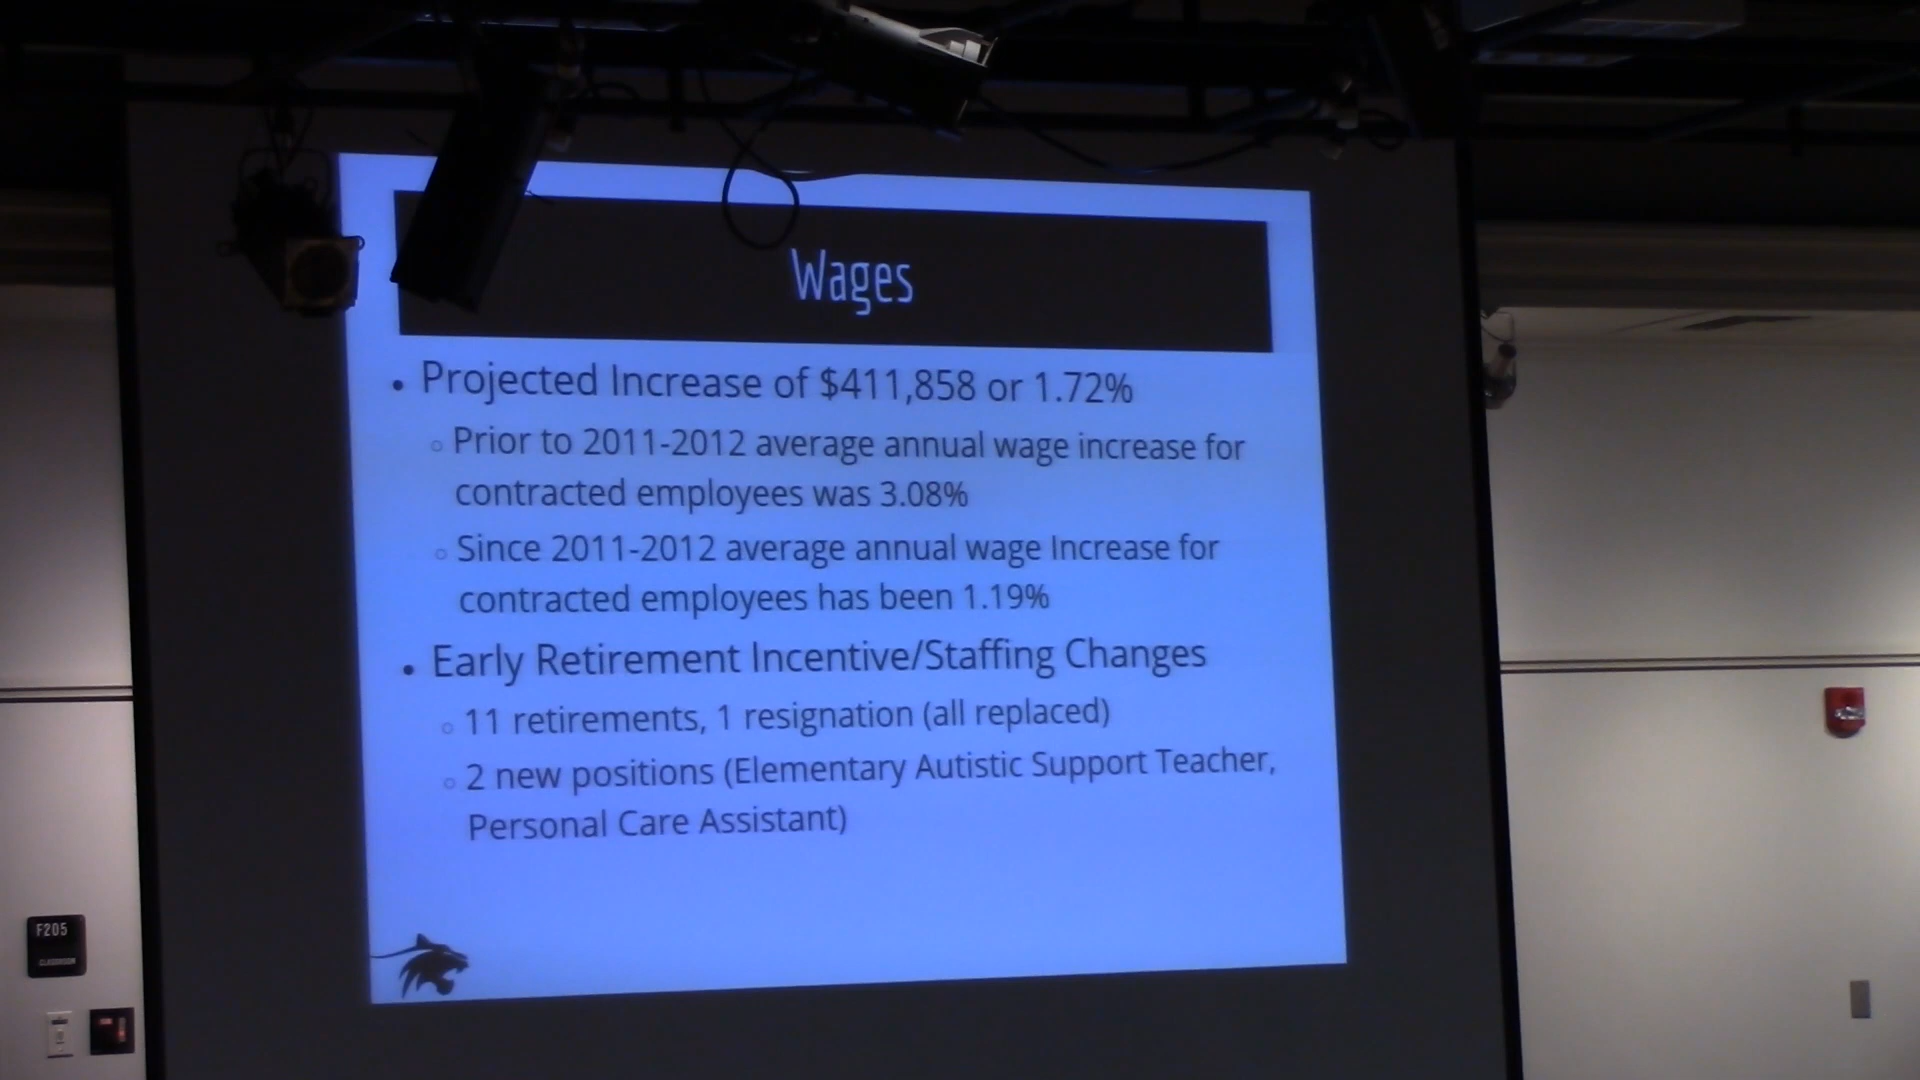 Wages
• Projected Increase of $411,858 or 1.72%
○ Prior to 2011-2012 average annual wage increase for
contracted employees was 3.08%
○ Since 2011-2012 average annual wage Increase for
contracted employees has been 1.19%
• Early Retirement Incentive/Staffing Changes
○ 11 retirements, 1 resignation (all replaced)
○ 2 new positions (Elementary Autistic Support Teacher,
Personal Care Assistant)
F205
CLASSROOM